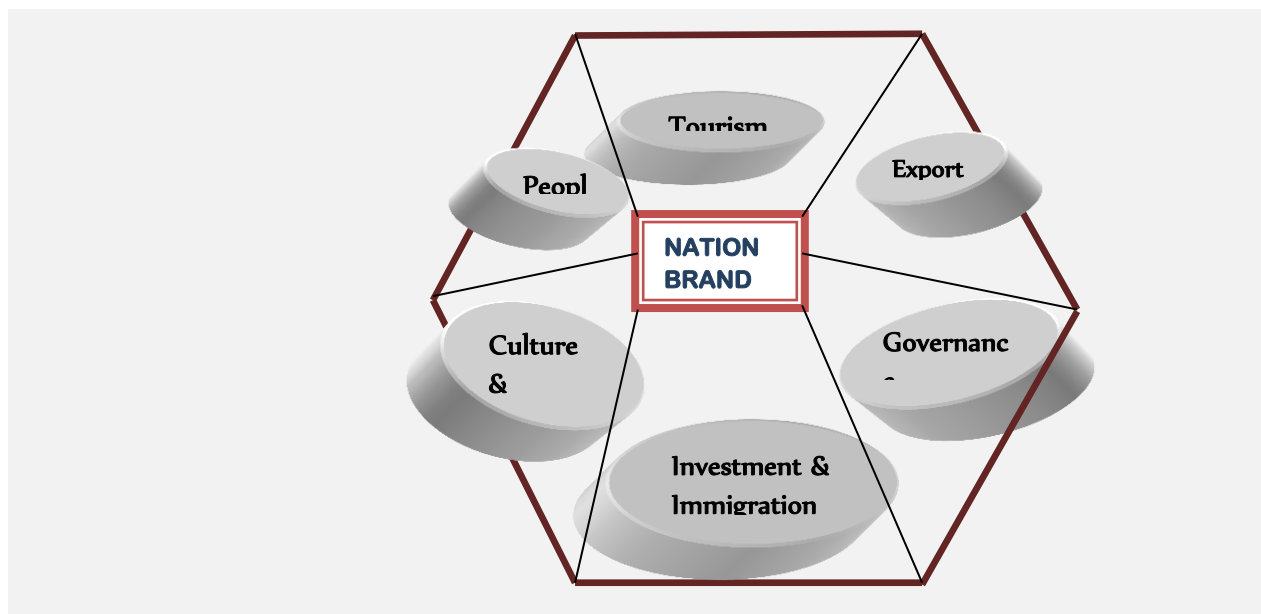 Tourism
Peopl
Export
NATION
BRAND
Culture
&
Governanc
Investment &
Immigration